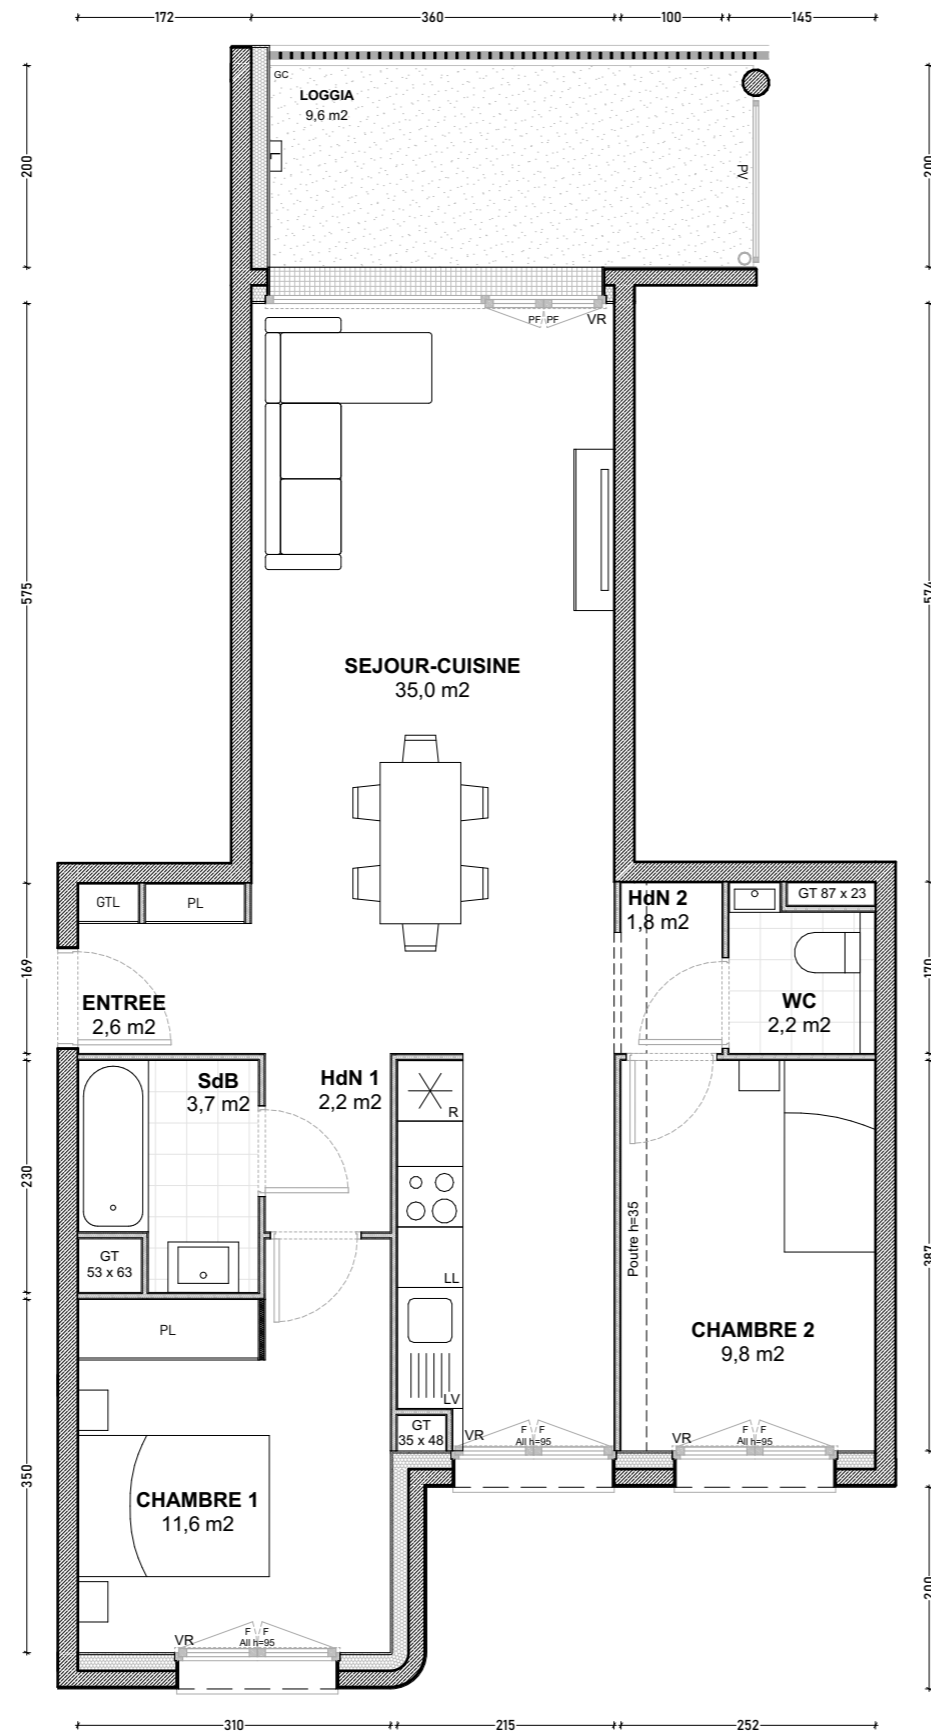 172
360
100
145
GC
LOGGIA
9,6 m2
200
200
PV
PF PF
VR
575
574
SEJOUR-CUISINE
35,0 m2
GTL
PL
HdN 2
1,8 m2
GT 87 x 23
169
170
ENTREE
2,6 m2
WC
2,2 m2
SdB
3,7 m2
HdN 1
2,2 m2
R
230
387
Poutre h=35
GT
53 x 63
LL
PL
CHAMBRE 2
9,8 m2
LV
GT
35 x 48
VR
F F
All h=95
VR
F F
All h=95
350
CHAMBRE 1
11,6 m2
200
VR
F F
All h=95
310
215
252